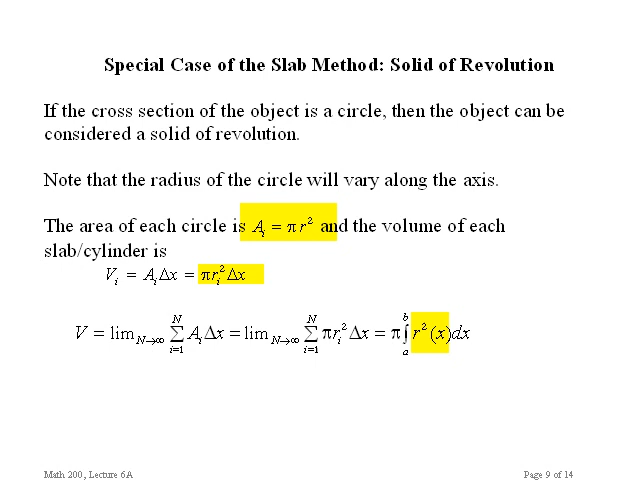 Special Case of the Slab Method: Solid of Revolution
If the cross section of the object is a circle, then the object can be
considered a solid of revolution.
Note that the radius of the circle will vary along the axis.
The area of each circle is A_i = π r^2 and the volume of each
slab/cylinder is
V_i = A_i Δx = πr_i^2 Δx
V = lim_{N→∞} ∑_{i=1}^{N} A_i Δx = lim_{N→∞} ∑_{i=1}^{N} πr_i^2 Δx = π∫_a^b r^2(x)dx
Math 200, Lecture 6A Page 9 of 14